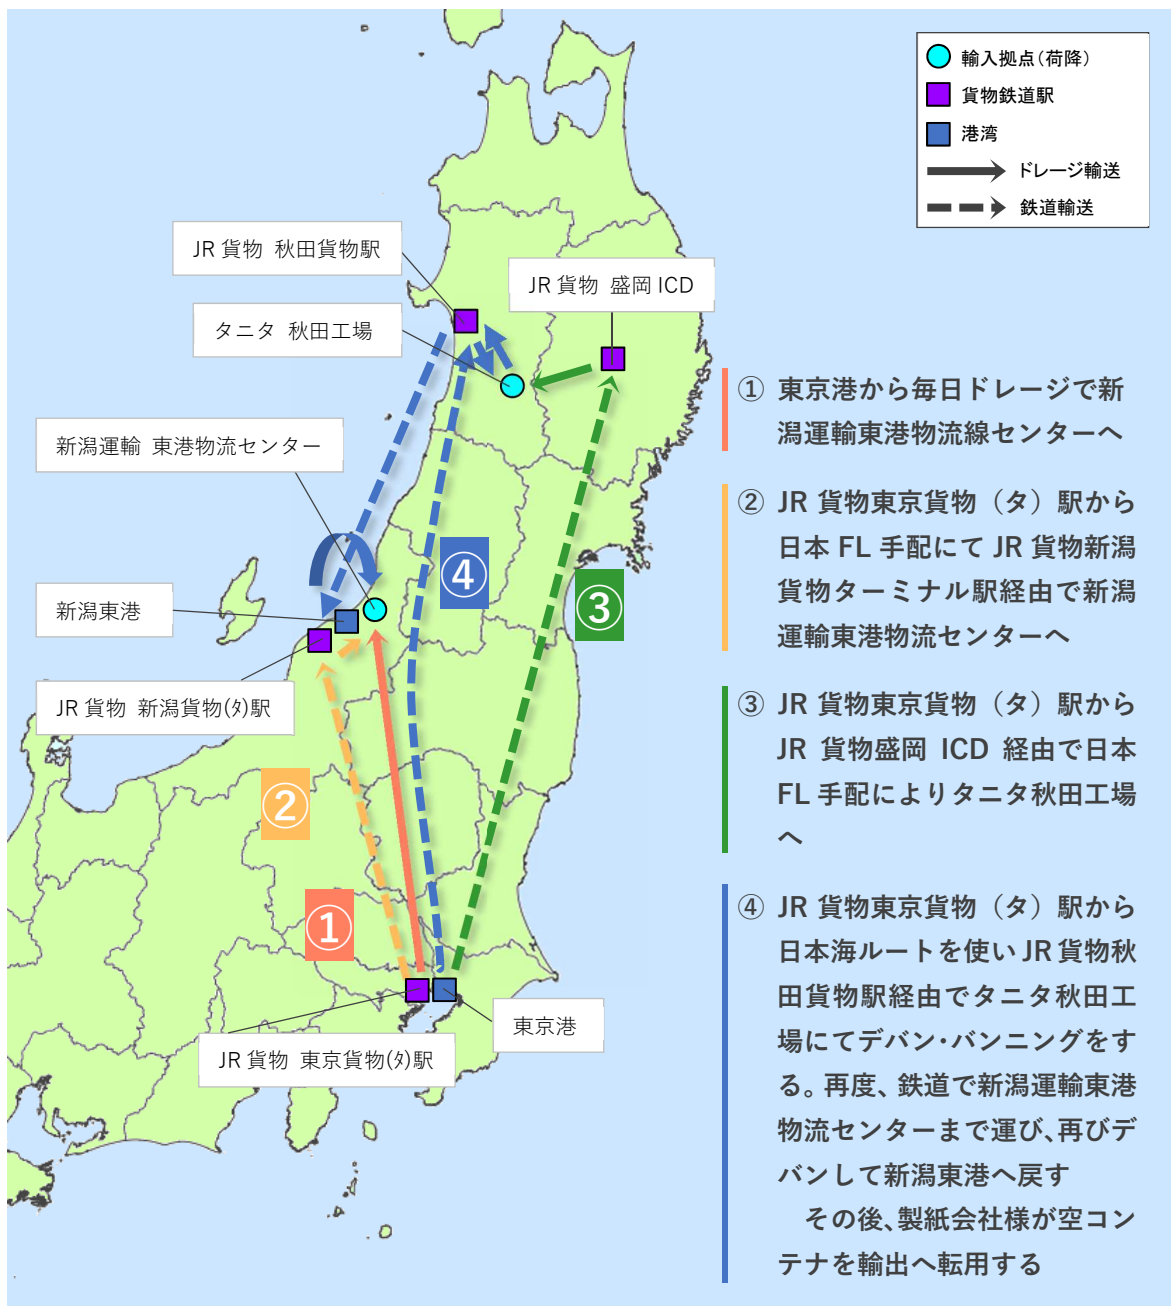 輸入拠点(荷降)
貨物鉄道駅
港湾
ドレージ輸送
鉄道輸送
JR 貨物 秋田貨物駅
JR 貨物 盛岡 ICD
タニタ 秋田工場
新潟運輸 東港物流センター
新潟東港
JR 貨物 新潟貨物(ﾀ)駅
④
③
②
①
東京港
JR 貨物 東京貨物(ﾀ)駅
① 東京港から毎日ドレージで新
潟運輸東港物流線センターへ
② JR 貨物東京貨物（タ）駅から
日本 FL 手配にて JR 貨物新潟
貨物ターミナル駅経由で新潟
運輸東港物流センターへ
③ JR 貨物東京貨物（タ）駅から
JR 貨物盛岡 ICD 経由で日本
FL 手配によりタニタ秋田工場
へ
④ JR 貨物東京貨物（タ）駅から
日本海ルートを使い JR 貨物秋
田貨物駅経由でタニタ秋田工
場にてデバン・バンニングをす
る。再度、鉄道で新潟運輸東港
物流センターまで運び、再びデ
バンして新潟東港へ戻す
その後、製紙会社様が空コン
テナを輸出へ転用する